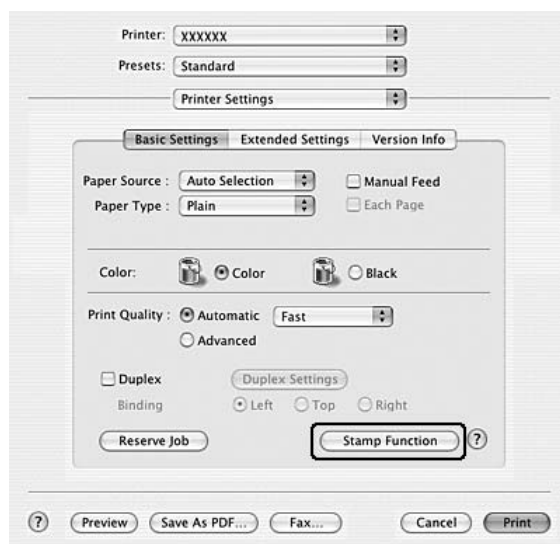 Printer: XXXXXX
Presets: Standard
Printer Settings
Basic Settings Extended Settings Version Info
Paper Source : Auto Selection Manual Feed
Paper Type : Plain Each Page
Color: Color Black
Print Quality : Automatic Fast
Advanced
Duplex Duplex Settings
Binding Left Top Right
Reserve Job Stamp Function ?
? Preview Save As PDF... Fax... Cancel Print